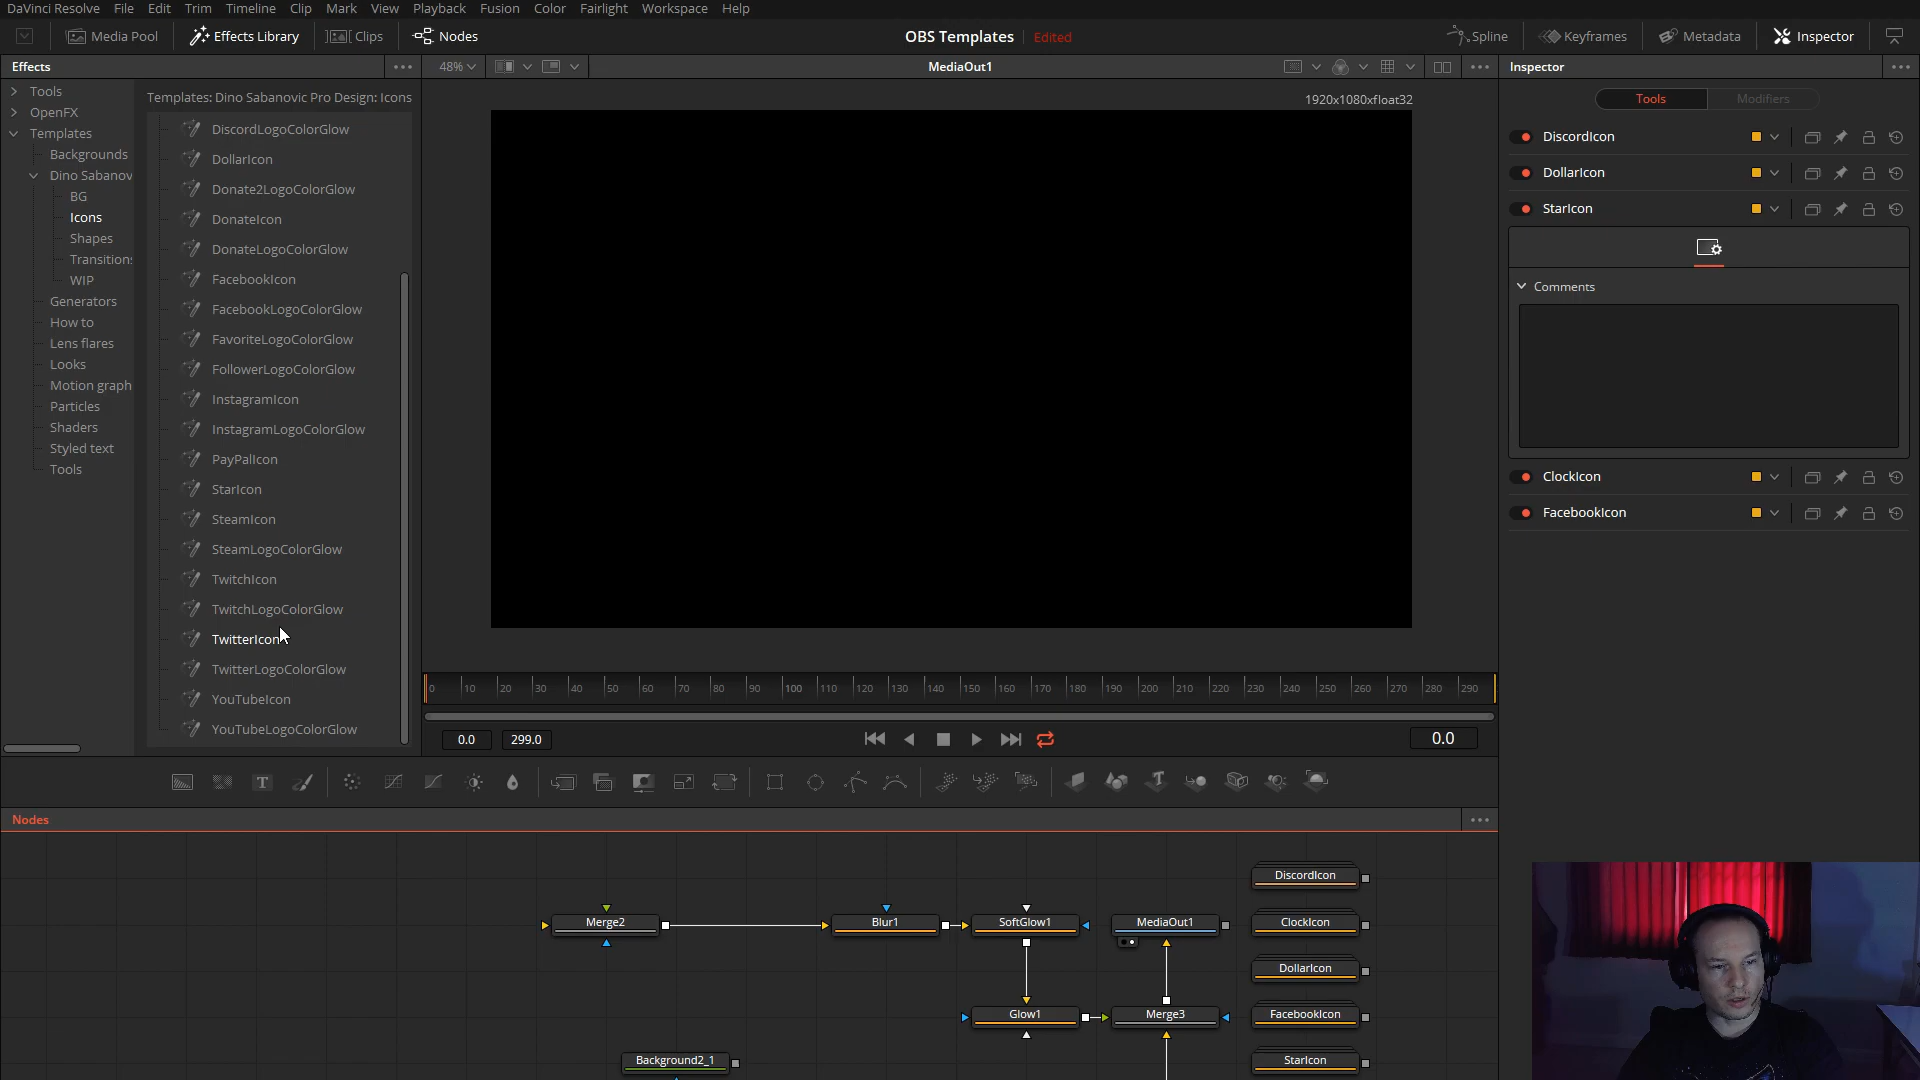 DaVinci Resolve File Edit Trim Timeline Clip Mark View Playback Fusion Color Fairlight Workspace Help
Media Pool Effects Library Clips Nodes OBS Templates Edited Spline Keyframes Metadata Inspector
Effects
48%
MediaOut1
Inspector
Tools
OpenFX
Templates
Backgrounds
Dino Sabanov
BG
Icons
Shapes
Transitions
WIP
Generators
How to
Lens flares
Looks
Motion graph
Particles
Shaders
Styled text
Tools
Templates: Dino Sabanovic Pro Design: Icons
DiscordLogoColorGlow
DollarIcon
Donate2LogoColorGlow
DonateIcon
DonateLogoColorGlow
FacebookIcon
FacebookLogoColorGlow
FavoriteLogoColorGlow
FollowerLogoColorGlow
InstagramIcon
InstagramLogoColorGlow
PayPalIcon
StarIcon
SteamIcon
SteamLogoColorGlow
TwitchIcon
TwitchLogoColorGlow
TwitterIcon
TwitterLogoColorGlow
YouTubeIcon
YouTubeLogoColorGlow
1920x1080xfloat32
0 10 20 30 40 50 60 70 80 90 100 110 120 130 140 150 160 170 180 190 200 210 220 230 240 250 260 270 280 290
0.0 299.0 0.0
Tools Modifiers
DiscordIcon
DollarIcon
StarIcon
Comments
ClockIcon
FacebookIcon
T
T
Nodes
DiscordIcon
Merge2 Blur1 SoftGlow1 MediaOut1 ClockIcon
DollarIcon
Glow1 Merge3 FacebookIcon
Background2_1 StarIcon